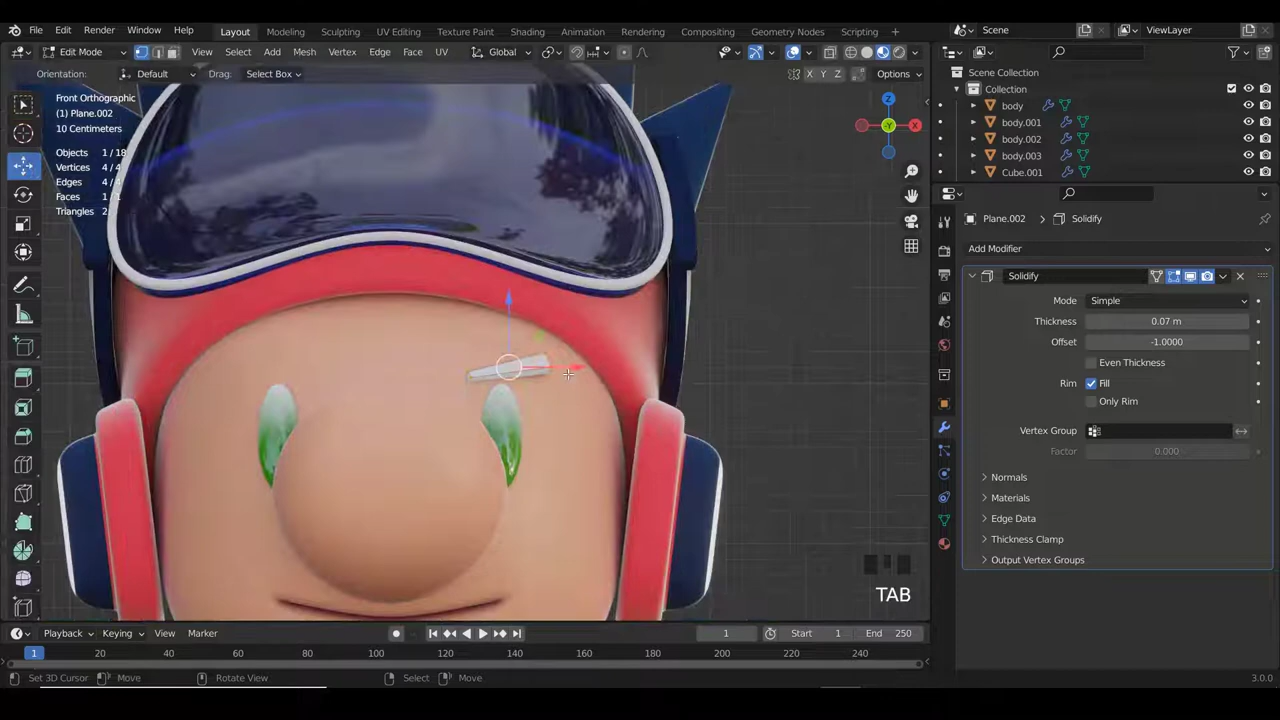 File Edit Render Window Help Layout Modeling Sculpting UV Editing Texture Paint Shading Animation Rendering Compositing Geometry Nodes Scripting + Scene ViewLayer
Edit Mode View Select Add Mesh Vertex Edge Face UV Global
Orientation: Default Drag: Select Box X Y Z Options
Scene Collection
Collection
body
body.001
body.002
body.003
Cube.001
Front Orthographic
(1) Plane.002
10 Centimeters
Objects 1/18
Vertices 4/4
Edges 4/4
Faces 1/1
Triangles 2
Z
Y
X
Plane.002 > Solidify
Add Modifier
Solidify
Mode Simple
Thickness 0.07 m
Offset -1.0000
Even Thickness
Rim Fill
Only Rim
Vertex Group
Factor 0.000
Normals
Materials
Edge Data
Thickness Clamp
Output Vertex Groups
TAB
Playback Keying View Marker 1 Start 1 End 250
1 20 40 60 80 100 120 140 160 180 200 220 240
Set 3D Cursor Move Rotate View Select Move 3.0.0